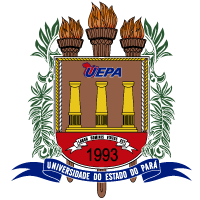 UEPA
1993
UNIVERSIDADE DO ESTADO DO PARÁ